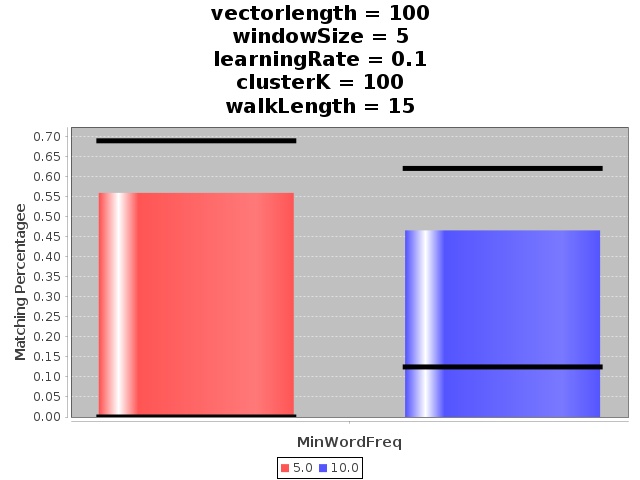 vectorlength = 100
windowSize = 5
learningRate = 0.1
clusterK = 100
walkLength = 15
0.70
0.65
0.60
0.55
0.50
0.45
0.40
0.35
0.30
0.25
0.20
0.15
0.10
0.05
0.00
Matching Percentagee
MinWordFreq
5.0 10.0